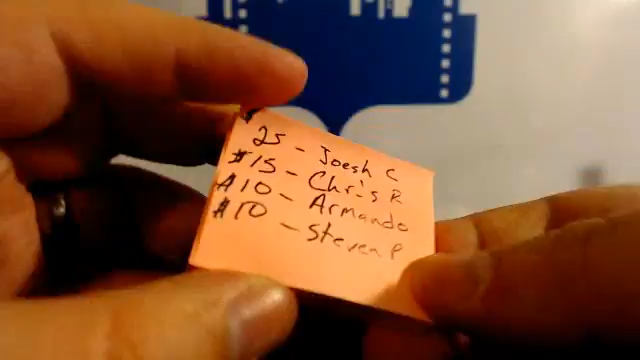 25 - Joesh C
$15 - Chris R
$10 - Armando
$10 - Steven P